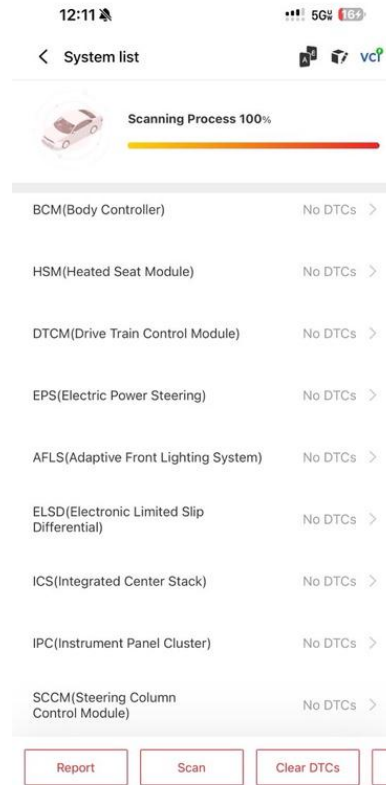 12:11
5GW 16
System list
VCI
Scanning Process 100%
BCM(Body Controller) No DTCs
HSM(Heated Seat Module) No DTCs
DTCM(Drive Train Control Module) No DTCs
EPS(Electric Power Steering) No DTCs
AFLS(Adaptive Front Lighting System) No DTCs
ELSD(Electronic Limited Slip
Differential) No DTCs
ICS(Integrated Center Stack) No DTCs
IPC(Instrument Panel Cluster) No DTCs
SCCM(Steering Column
Control Module) No DTCs
Report Scan Clear DTCs